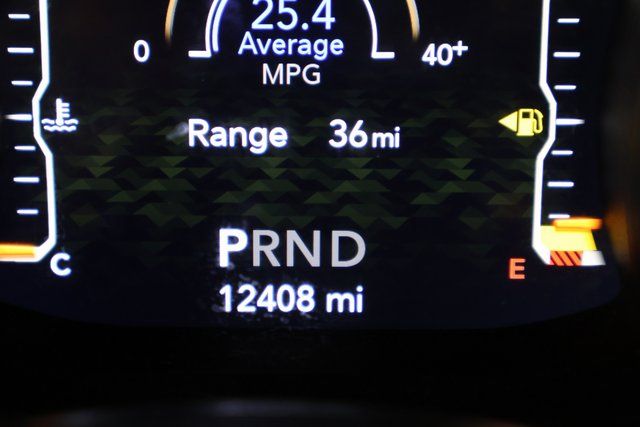 25.4
Average
0 40+
MPG
Range 36 mi
PRND
C E
12408 mi